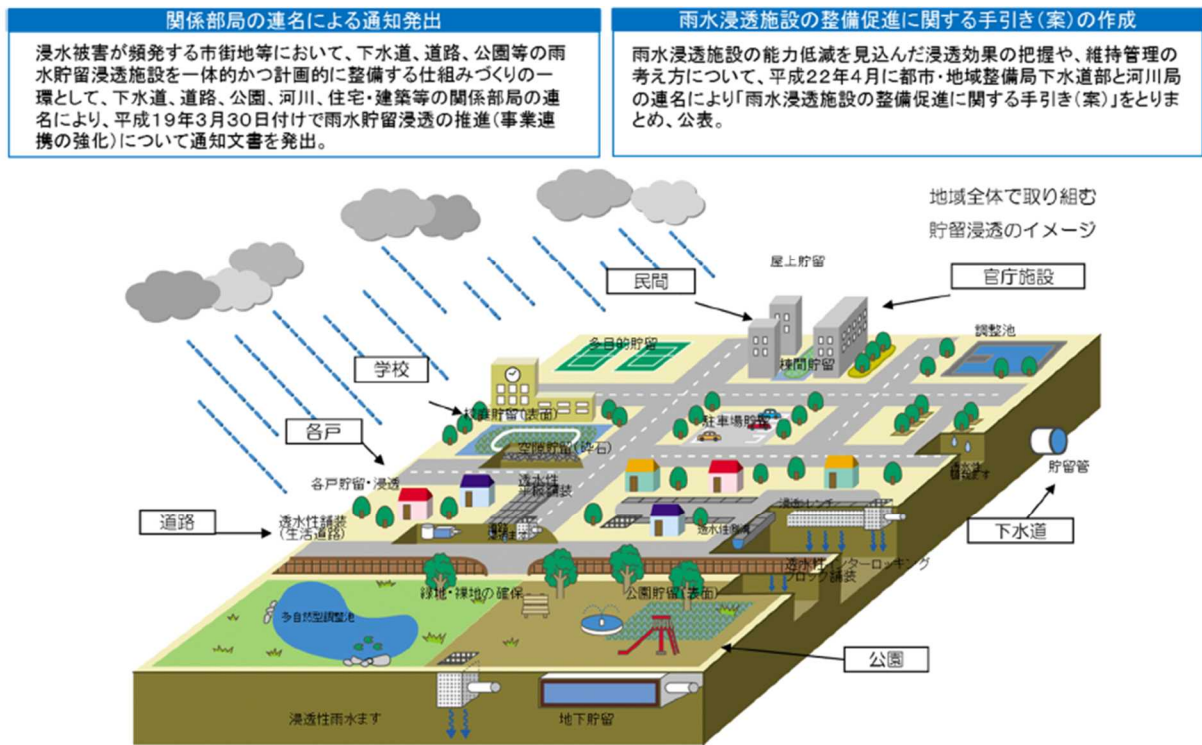 関係部局の連名による通知発出
浸水被害が頻発する市街地等において、下水道、道路、公園等の雨
水貯留浸透施設を一体的かつ計画的に整備する仕組みづくりの一
環として、下水道、道路、公園、河川、住宅・建築等の関係部局の連
名により、平成19年3月30日付けで雨水貯留浸透の推進(事業連
携の強化)について通知文書を発出。
雨水浸透施設の整備促進に関する手引き(案)の作成
雨水浸透施設の能力低減を見込んだ浸透効果の把握や、維持管理の
考え方について、平成22年4月に都市・地域整備局下水道部と河川局
の連名により「雨水浸透施設の整備促進に関する手引き(案)」をとりま
とめ、公表。
地域全体で取り組む
貯留浸透のイメージ
屋上貯留
民間
官庁施設
調整池
多目的貯留
棟間貯留
学校
校庭貯留(表面)
駐車場貯留
各戸
空隙貯留(砕石)
貯留管
各戸貯留・浸透
透水性
平板舗装
下水道
道路
透水性舗装
(生活道路)
浸透トレンチ
透水性インターロッキング
ブロック舗装
緑地・裸地の確保
公園貯留(表面)
多自然型調整池
公園
浸透性雨水ます
地下貯留